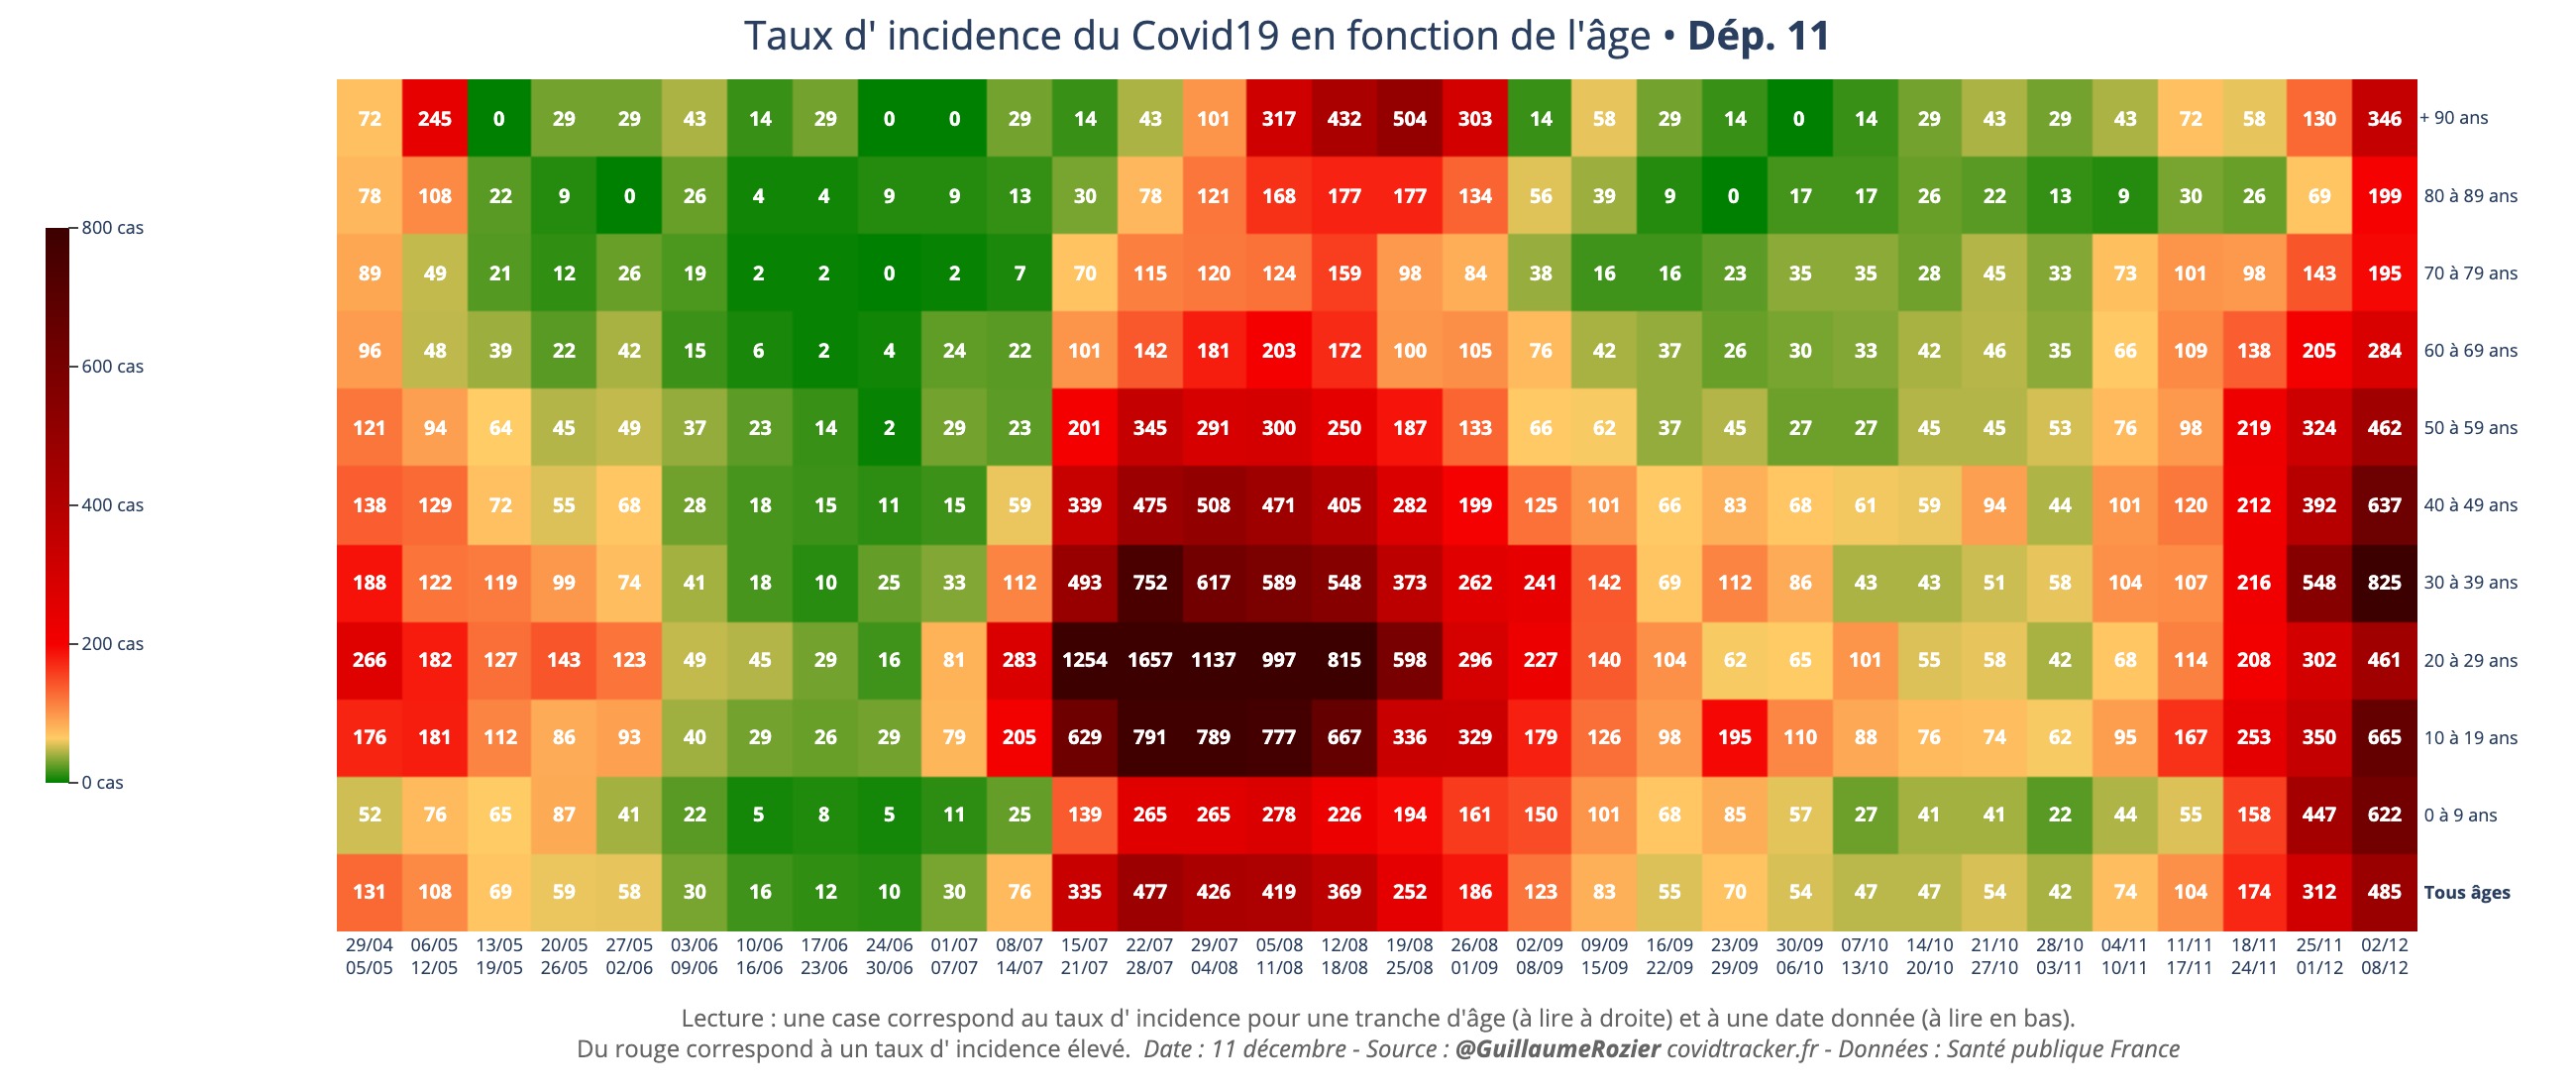 Taux d' incidence du Covid19 en fonction de l'âge • Dép. 11
800 cas
600 cas
400 cas
200 cas
0 cas
72 245 0 29 29 43 14 29 0 0 29 14 43 101 317 432 504 303 14 58 29 14 0 14 29 43 29 43 72 58 130 346 + 90 ans
78 108 22 9 0 26 4 4 9 9 13 30 78 121 168 177 177 134 56 39 9 0 17 17 26 22 13 9 30 26 69 199 80 à 89 ans
89 49 21 12 26 19 2 2 0 2 7 70 115 120 124 159 98 84 38 16 16 23 35 35 28 45 33 73 101 98 143 195 70 à 79 ans
96 48 39 22 42 15 6 2 4 24 22 101 142 181 203 172 100 105 76 42 37 26 30 33 42 46 35 66 109 138 205 284 60 à 69 ans
121 94 64 45 49 37 23 14 2 29 23 201 345 291 300 250 187 133 66 62 37 45 27 27 45 45 53 76 98 219 324 462 50 à 59 ans
138 129 72 55 68 28 18 15 11 15 59 339 475 508 471 405 282 199 125 101 66 83 68 61 59 94 44 101 120 212 392 637 40 à 49 ans
188 122 119 99 74 41 18 10 25 33 112 493 752 617 589 548 373 262 241 142 69 112 86 43 43 51 58 104 107 216 548 825 30 à 39 ans
266 182 127 143 123 49 45 29 16 81 283 1254 1657 1137 997 815 598 296 227 140 104 62 65 101 55 58 42 68 114 208 302 461 20 à 29 ans
176 181 112 86 93 40 29 26 29 79 205 629 791 789 777 667 336 329 179 126 98 195 110 88 76 74 62 95 167 253 350 665 10 à 19 ans
52 76 65 87 41 22 5 8 5 11 25 139 265 265 278 226 194 161 150 101 68 85 57 27 41 41 22 44 55 158 447 622 0 à 9 ans
131 108 69 59 58 30 16 12 10 30 76 335 477 426 419 369 252 186 123 83 55 70 54 47 47 54 42 74 104 174 312 485 Tous âges
29/04 06/05 13/05 20/05 27/05 03/06 10/06 17/06 24/06 01/07 08/07 15/07 22/07 29/07 05/08 12/08 19/08 26/08 02/09 09/09 16/09 23/09 30/09 07/10 14/10 21/10 28/10 04/11 11/11 18/11 25/11 02/12
05/05 12/05 19/05 26/05 02/06 09/06 16/06 23/06 30/06 07/07 14/07 21/07 28/07 04/08 11/08 18/08 25/08 01/09 08/09 15/09 22/09 29/09 06/10 13/10 20/10 27/10 03/11 10/11 17/11 24/11 01/12 08/12
Lecture : une case correspond au taux d' incidence pour une tranche d'âge (à lire à droite) et à une date donnée (à lire en bas).
Du rouge correspond à un taux d' incidence élevé. Date : 11 décembre - Source : @GuillaumeRozier covidtracker.fr - Données : Santé publique France